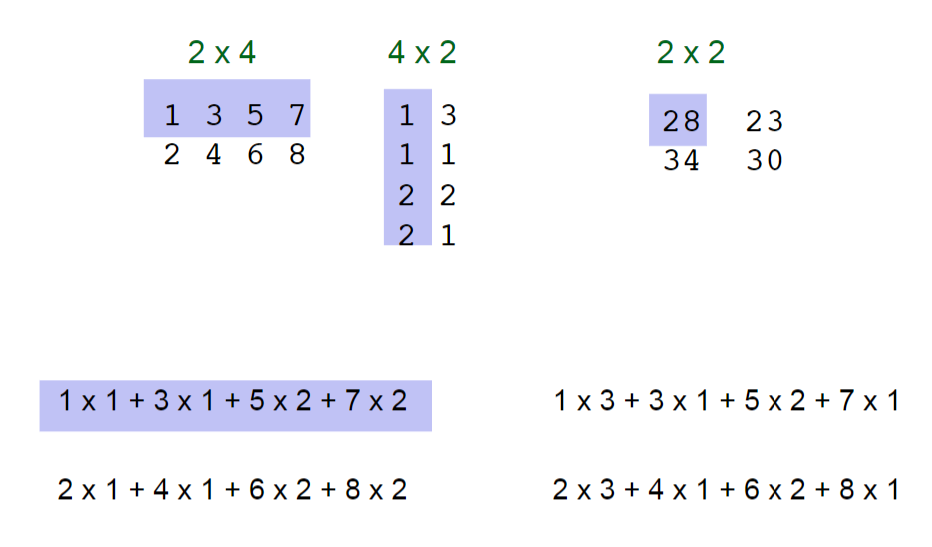 2 x 4 4 x 2 2 x 2
1 3 5 7 1 3 28 23
2 4 6 8 1 1 34 30
2 2
2 1
1 x 1 + 3 x 1 + 5 x 2 + 7 x 2 1 x 3 + 3 x 1 + 5 x 2 + 7 x 1
2 x 1 + 4 x 1 + 6 x 2 + 8 x 2 2 x 3 + 4 x 1 + 6 x 2 + 8 x 1